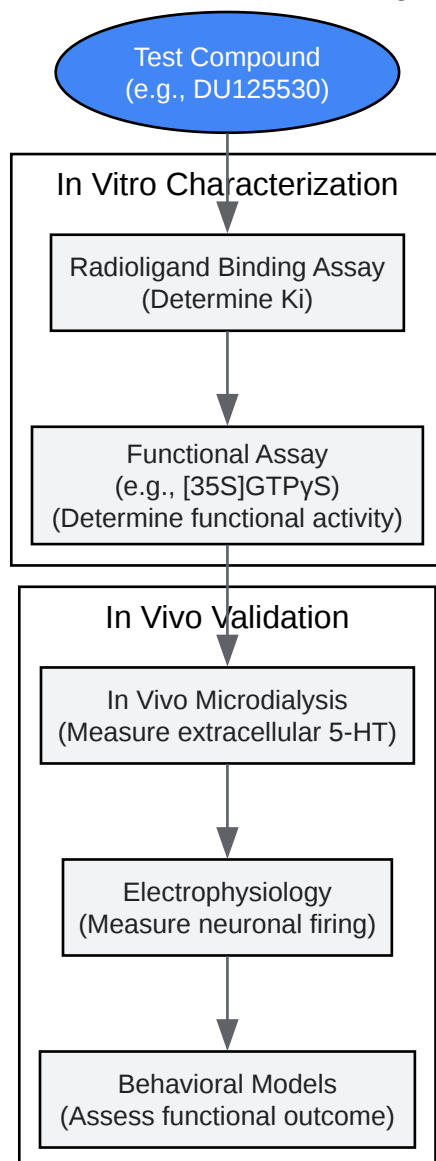 Test Compound
(e.g., DU125530)
In Vitro Characterization
Radioligand Binding Assay
(Determine Ki)
Functional Assay
(e.g., [35S]GTPγS)
(Determine functional activity)
In Vivo Validation
In Vivo Microdialysis
(Measure extracellular 5-HT)
Electrophysiology
(Measure neuronal firing)
Behavioral Models
(Assess functional outcome)